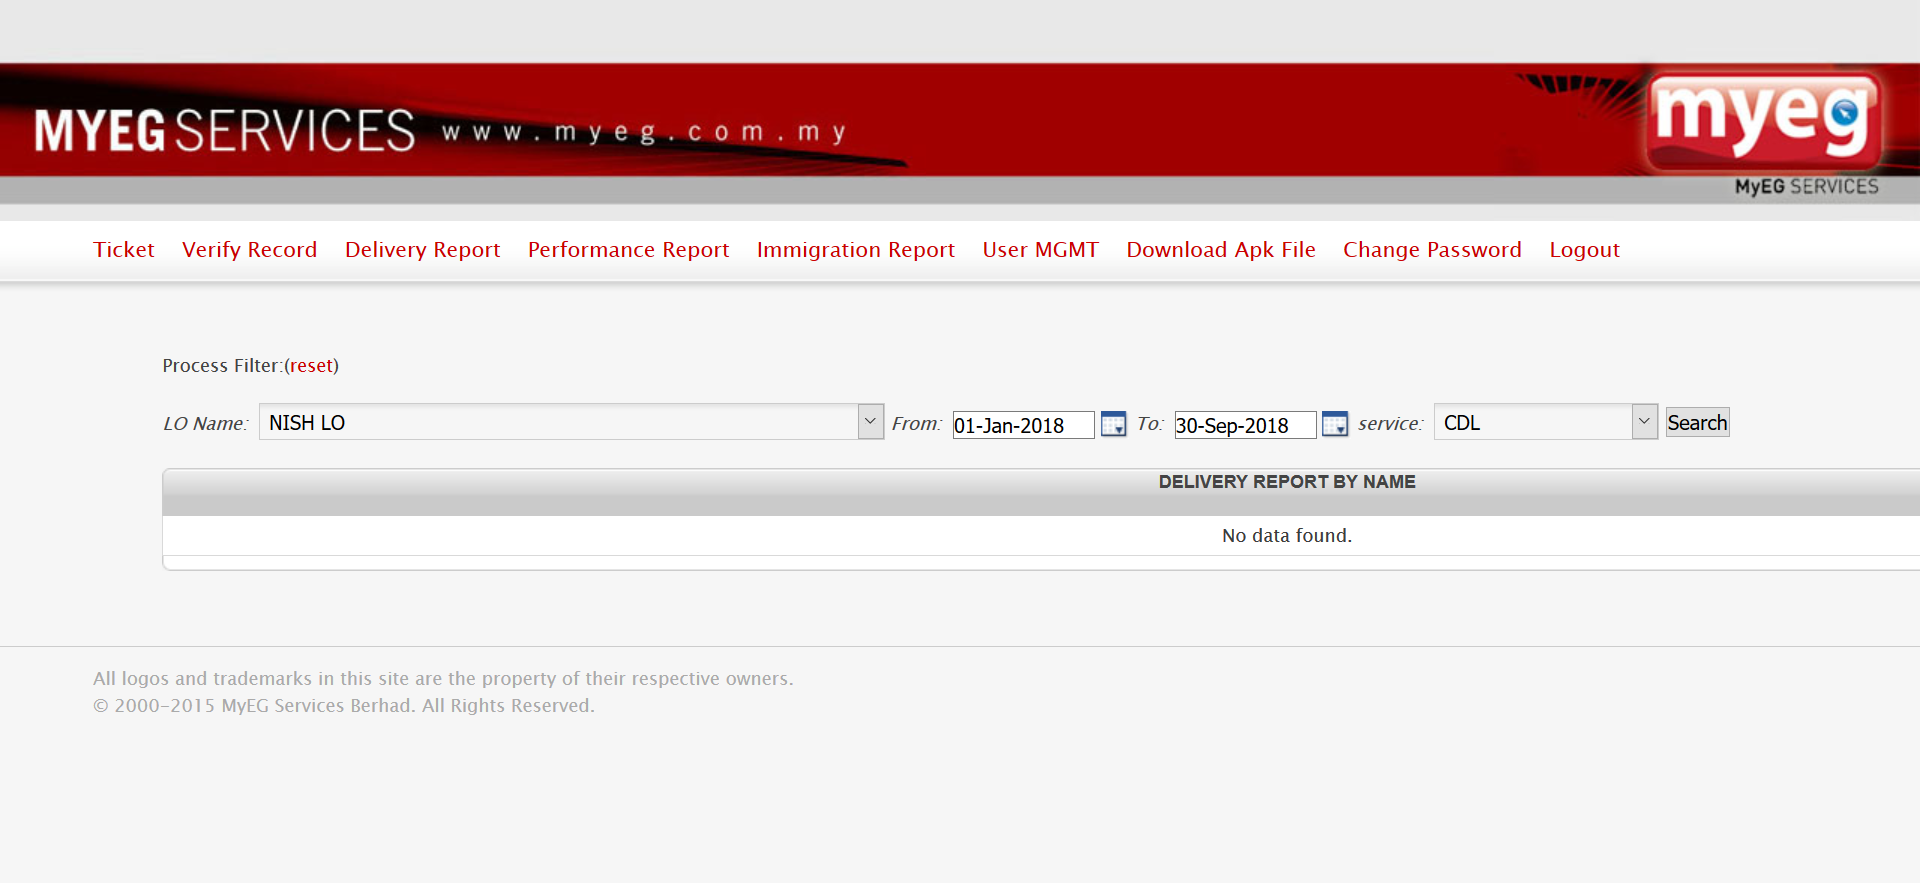 MYEG SERVICES www.myeg.com.my
myeg
MyEG SERVICES
Ticket Verify Record Delivery Report Performance Report Immigration Report User MGMT Download Apk File Change Password Logout
Process Filter:(reset)
LO Name: NISH LO From: 01-Jan-2018 To: 30-Sep-2018 service: CDL Search
DELIVERY REPORT BY NAME
No data found.
All logos and trademarks in this site are the property of their respective owners.
© 2000-2015 MyEG Services Berhad. All Rights Reserved.